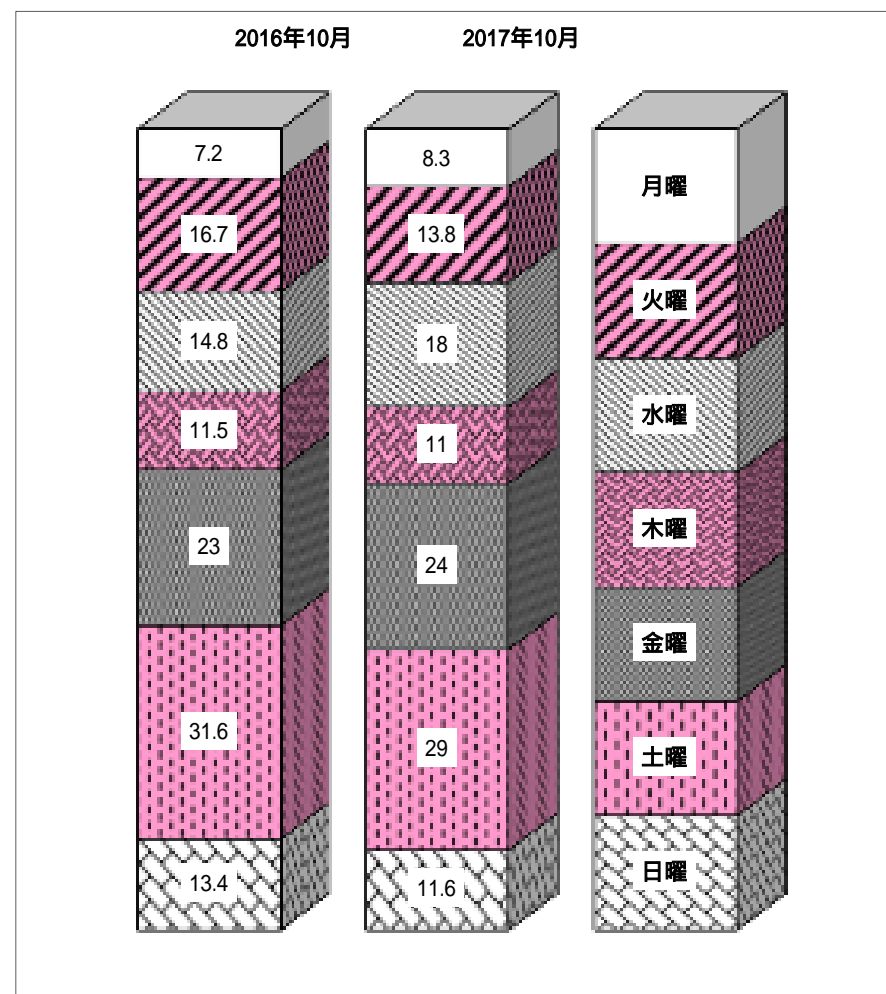 2016年10月 2017年10月
7.2 8.3 月曜
16.7 13.8 火曜
14.8 18 水曜
11.5 11 木曜
23 24 金曜
31.6 29 土曜
13.4 11.6 日曜